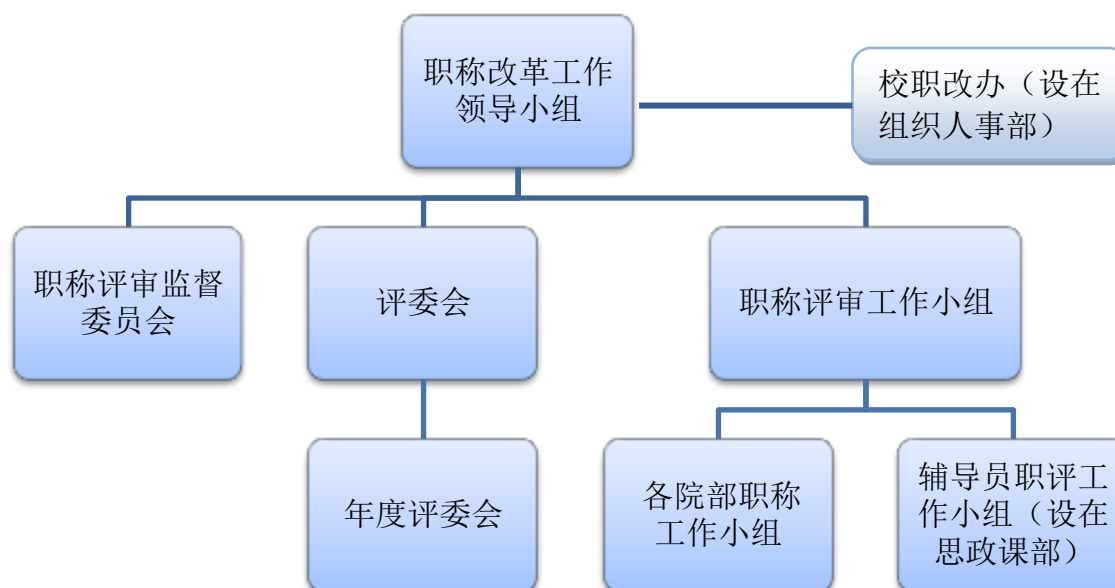 职称改革工作
领导小组
校职改办（设在
组织人事部）
职称评审监督
委员会
评委会
职称评审工作小组
年度评委会
各院部职称
工作小组
辅导员职评工
作小组（设在
思政课部）